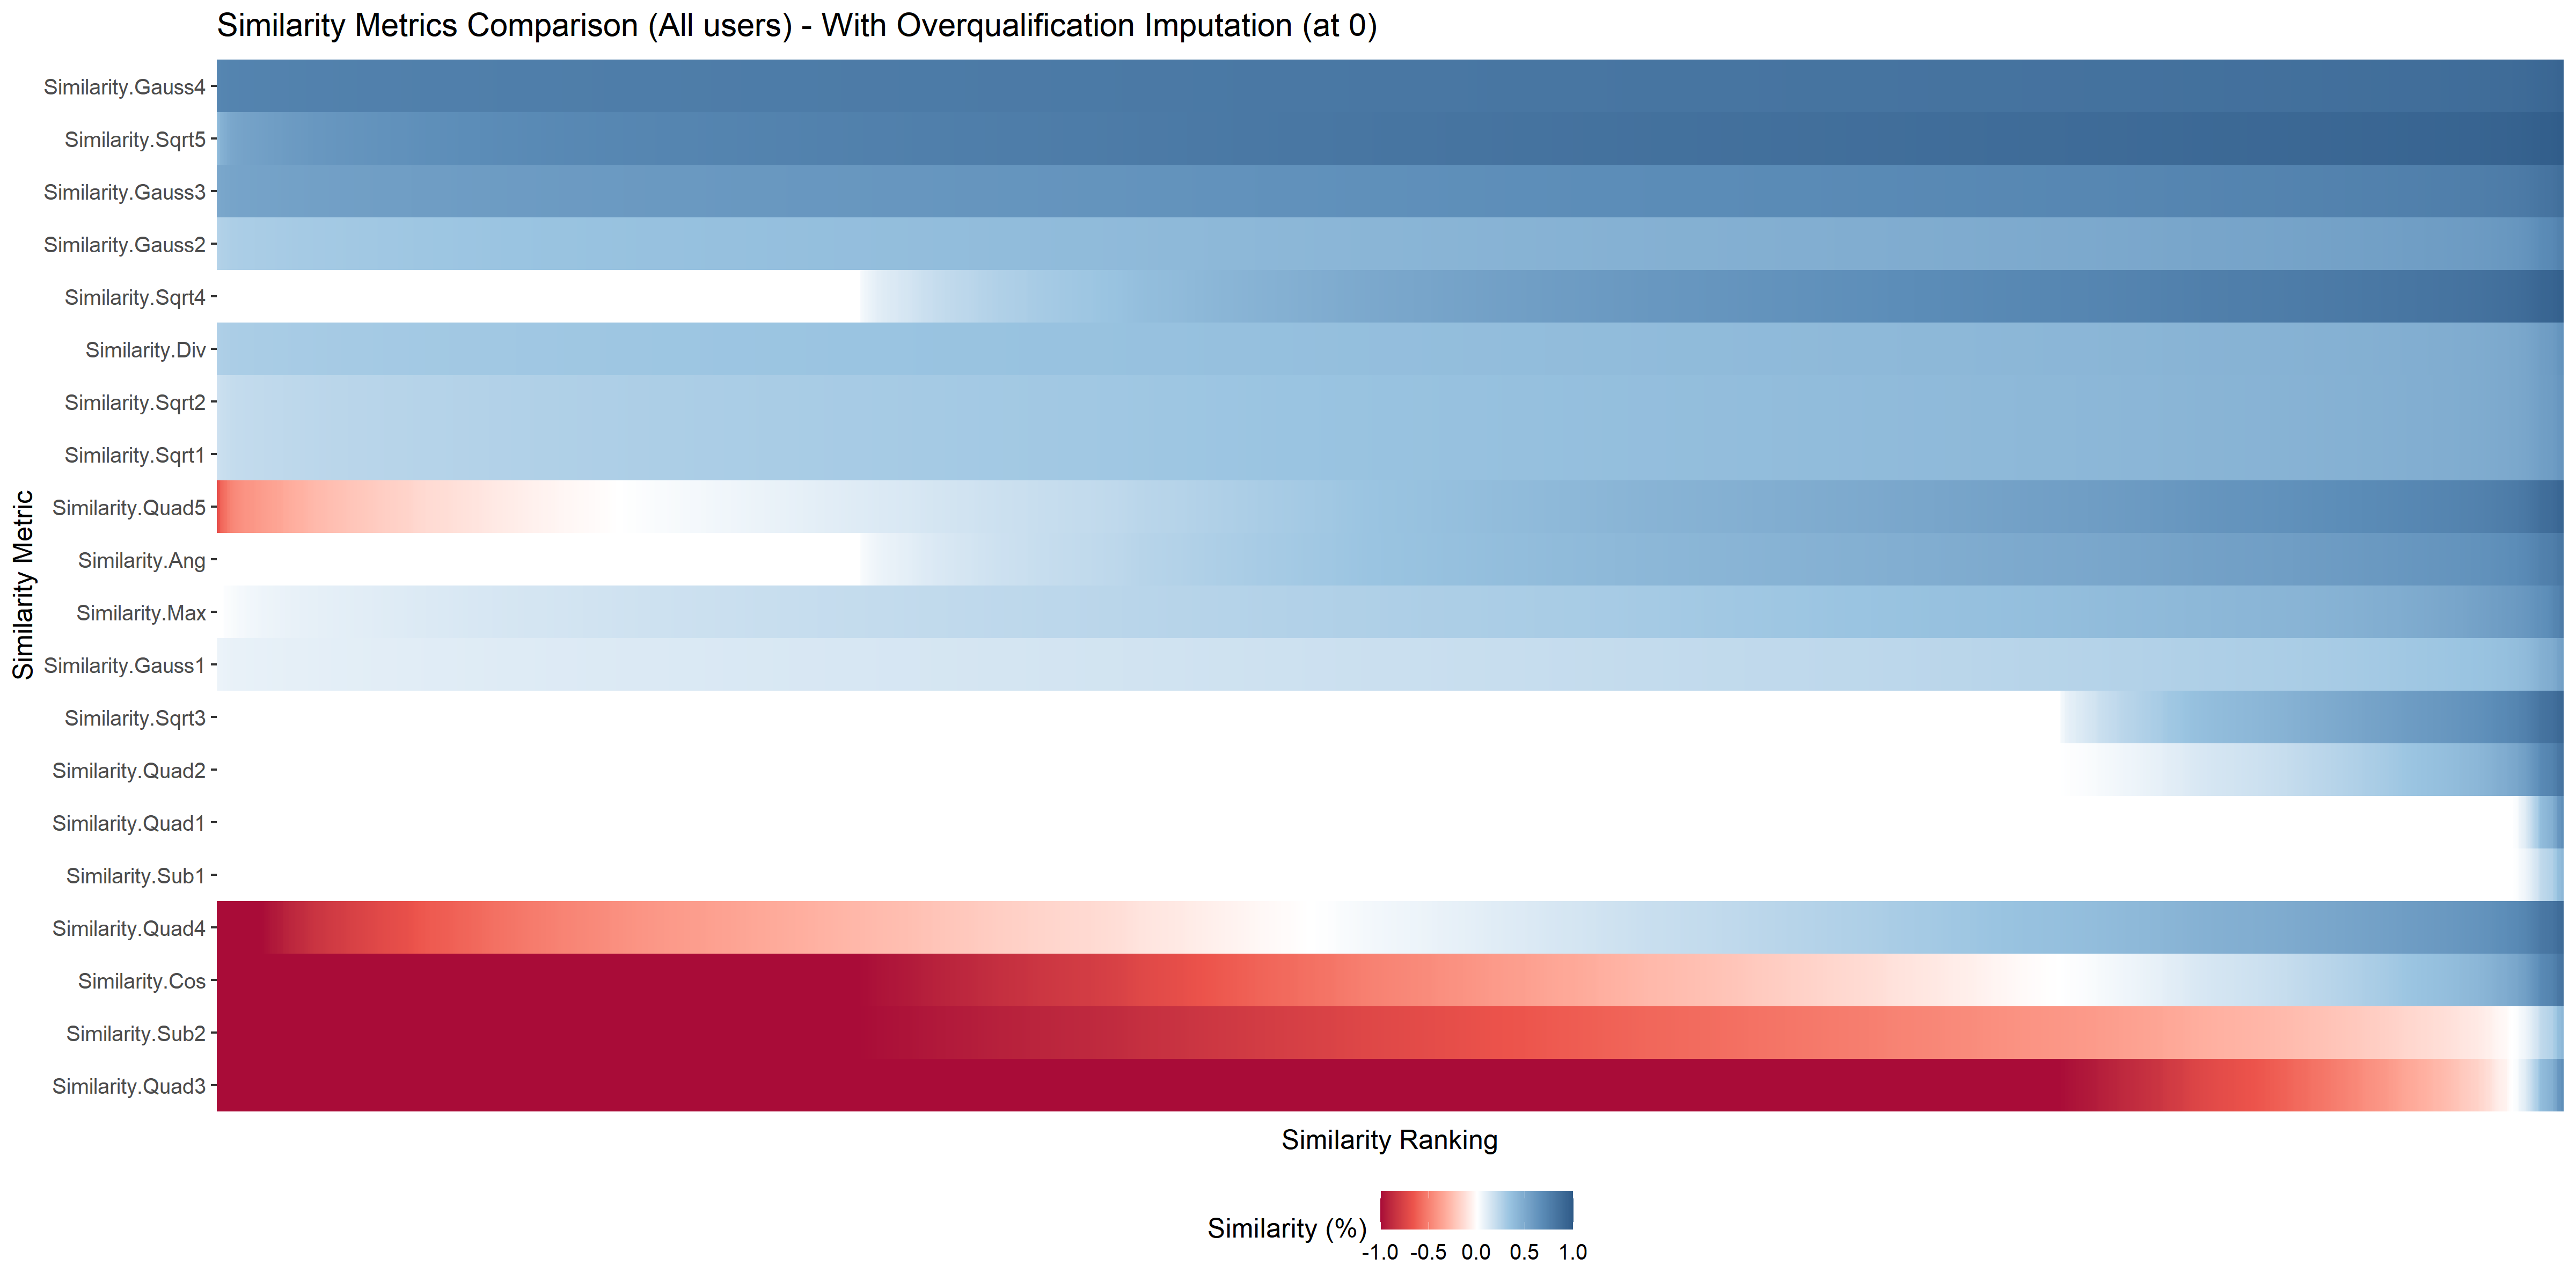 Similarity Metrics Comparison (All users) - With Overqualification Imputation (at 0)
Similarity Metric
Similarity.Gauss4
Similarity.Sqrt5
Similarity.Gauss3
Similarity.Gauss2
Similarity.Sqrt4
Similarity.Div
Similarity.Sqrt2
Similarity.Sqrt1
Similarity.Quad5
Similarity.Ang
Similarity.Max
Similarity.Gauss1
Similarity.Sqrt3
Similarity.Quad2
Similarity.Quad1
Similarity.Sub1
Similarity.Quad4
Similarity.Cos
Similarity.Sub2
Similarity.Quad3
Similarity Ranking
Similarity (%)
-1.0 -0.5 0.0 0.5 1.0